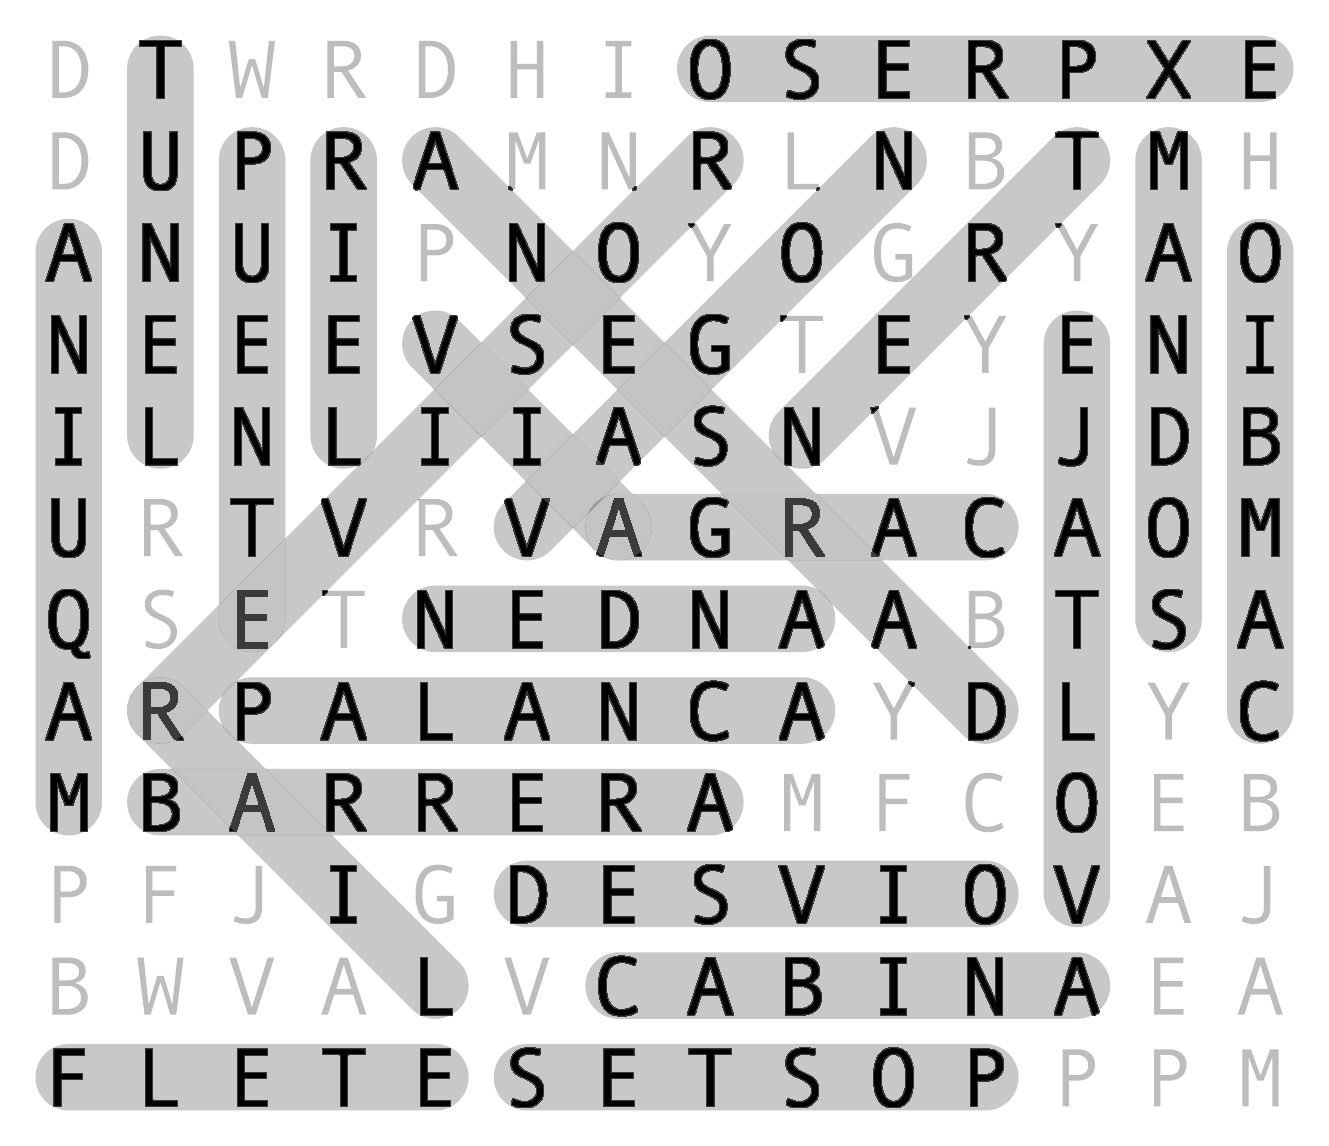 D T W R D H I O S E R P X E
D U P R A M N R L N B T M H
A N U I P N O Y O G R Y A O
N E E E V S E G T E Y E N I
I L N L I I A S N V J J D B
U R T V R V A G R A C A O M
Q S E T N E D N A A B T S A
A R P A L A N C A Y D L Y C
M B A R R E R A M F C O E B
P F J I G D E S V I O V A J
B W V A L V C A B I N A E A
F L E T E S E T S O P P P M